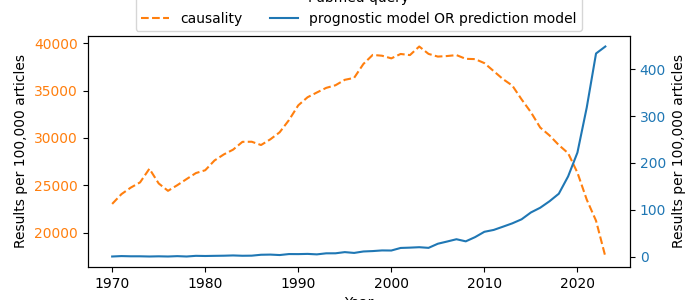 Pubmed query
causality
prognostic model OR prediction model
40000
35000
30000
25000
20000
Results per 100,000 articles
400
300
200
100
0
Results per 100,000 articles
1970
1980
1990
2000
2010
2020
Year